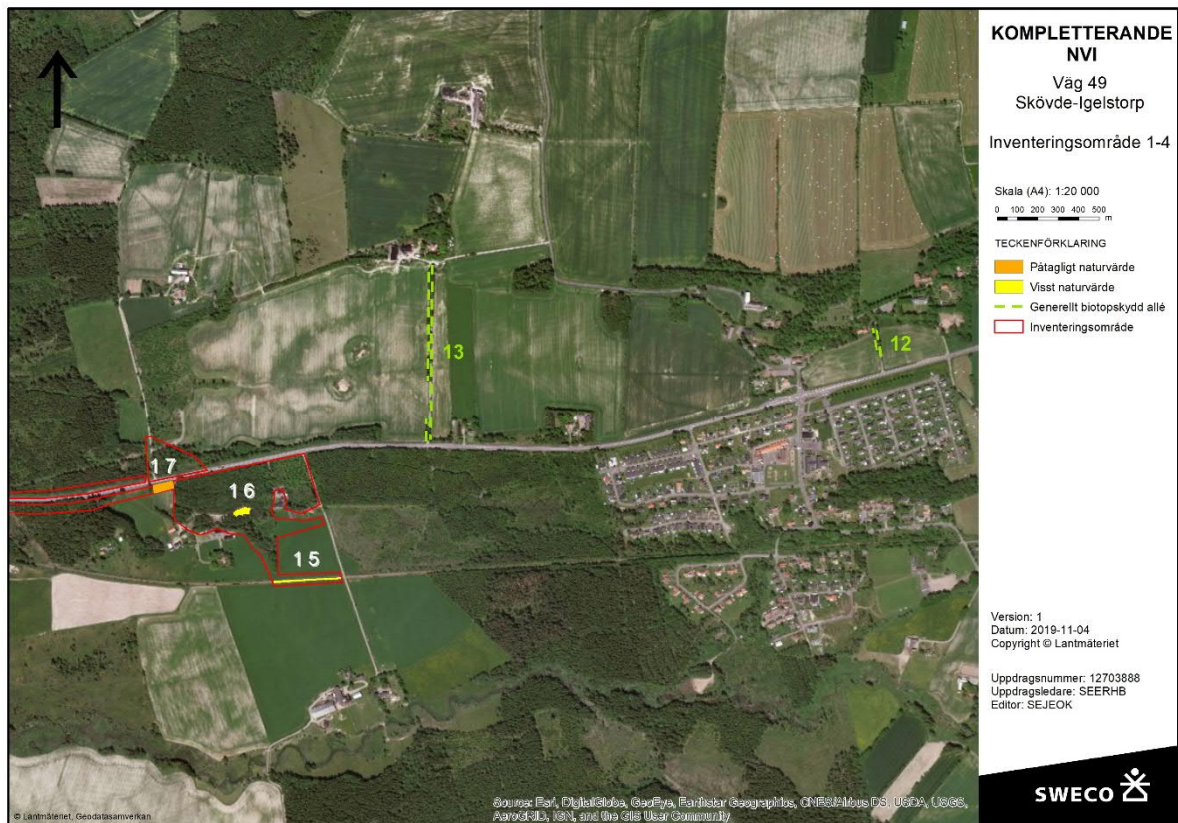 KOMPLETTERANDE
NVI
Väg 49
Skövde-Igelstorp
Inventeringsområde 1-4
Skala (A4): 1:20 000
0 100 200 300 400 500
m
TECKENFÖRKLARING
Påtagligt naturvärde
Visst naturvärde
Generellt biotopskydd allé
Inventeringsområde
12
13
17
16
15
Version: 1
Datum: 2019-11-04
Copyright © Lantmäteriet
Uppdragsnummer: 12703888
Uppdragsledare: SEERHB
Editor: SEJEOK
SWECO
Source: Esri, DigitalGlobe, GeoEye, Earthstar Geographics, CNES/Airbus DS, USDA, USGS,
AeroGRID, IGN, and the GIS User Community
© Lantmäteriet, Geodatasamverkan